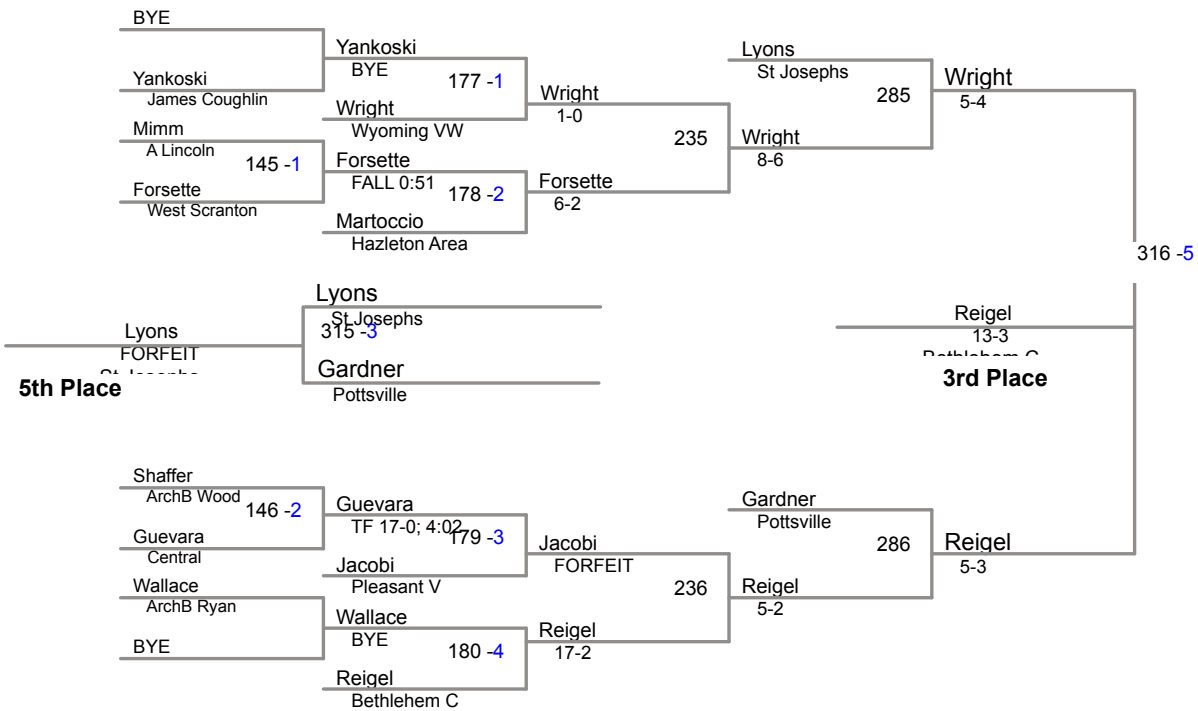 BYE
Yankoski
James Coughlin
Mimm
A Lincoln
145 -1
Forsette
West Scranton
Yankoski
BYE
177 -1
Wright
Wyoming VW
Forsette
FALL 0:51
178 -2
Martoccio
Hazleton Area
Wright
1-0
235
Forsette
6-2
Lyons
St Josephs
285
Wright
8-6
Wright
5-4
316 -5
Lyons
St Josephs
315 -3
Gardner
Pottsville
Lyons
FORFEIT
St Josephs
5th Place
Reigel
13-3
Bethlehem C
3rd Place
Shaffer
ArchB Wood
146 -2
Guevara
Central
Wallace
ArchB Ryan
BYE
Guevara
TF 17-0; 4:02
179 -3
Jacobi
Pleasant V
Wallace
BYE
180 -4
Reigel
Bethlehem C
Jacobi
FORFEIT
236
Reigel
17-2
Gardner
Pottsville
286
Reigel
5-2
Reigel
5-3